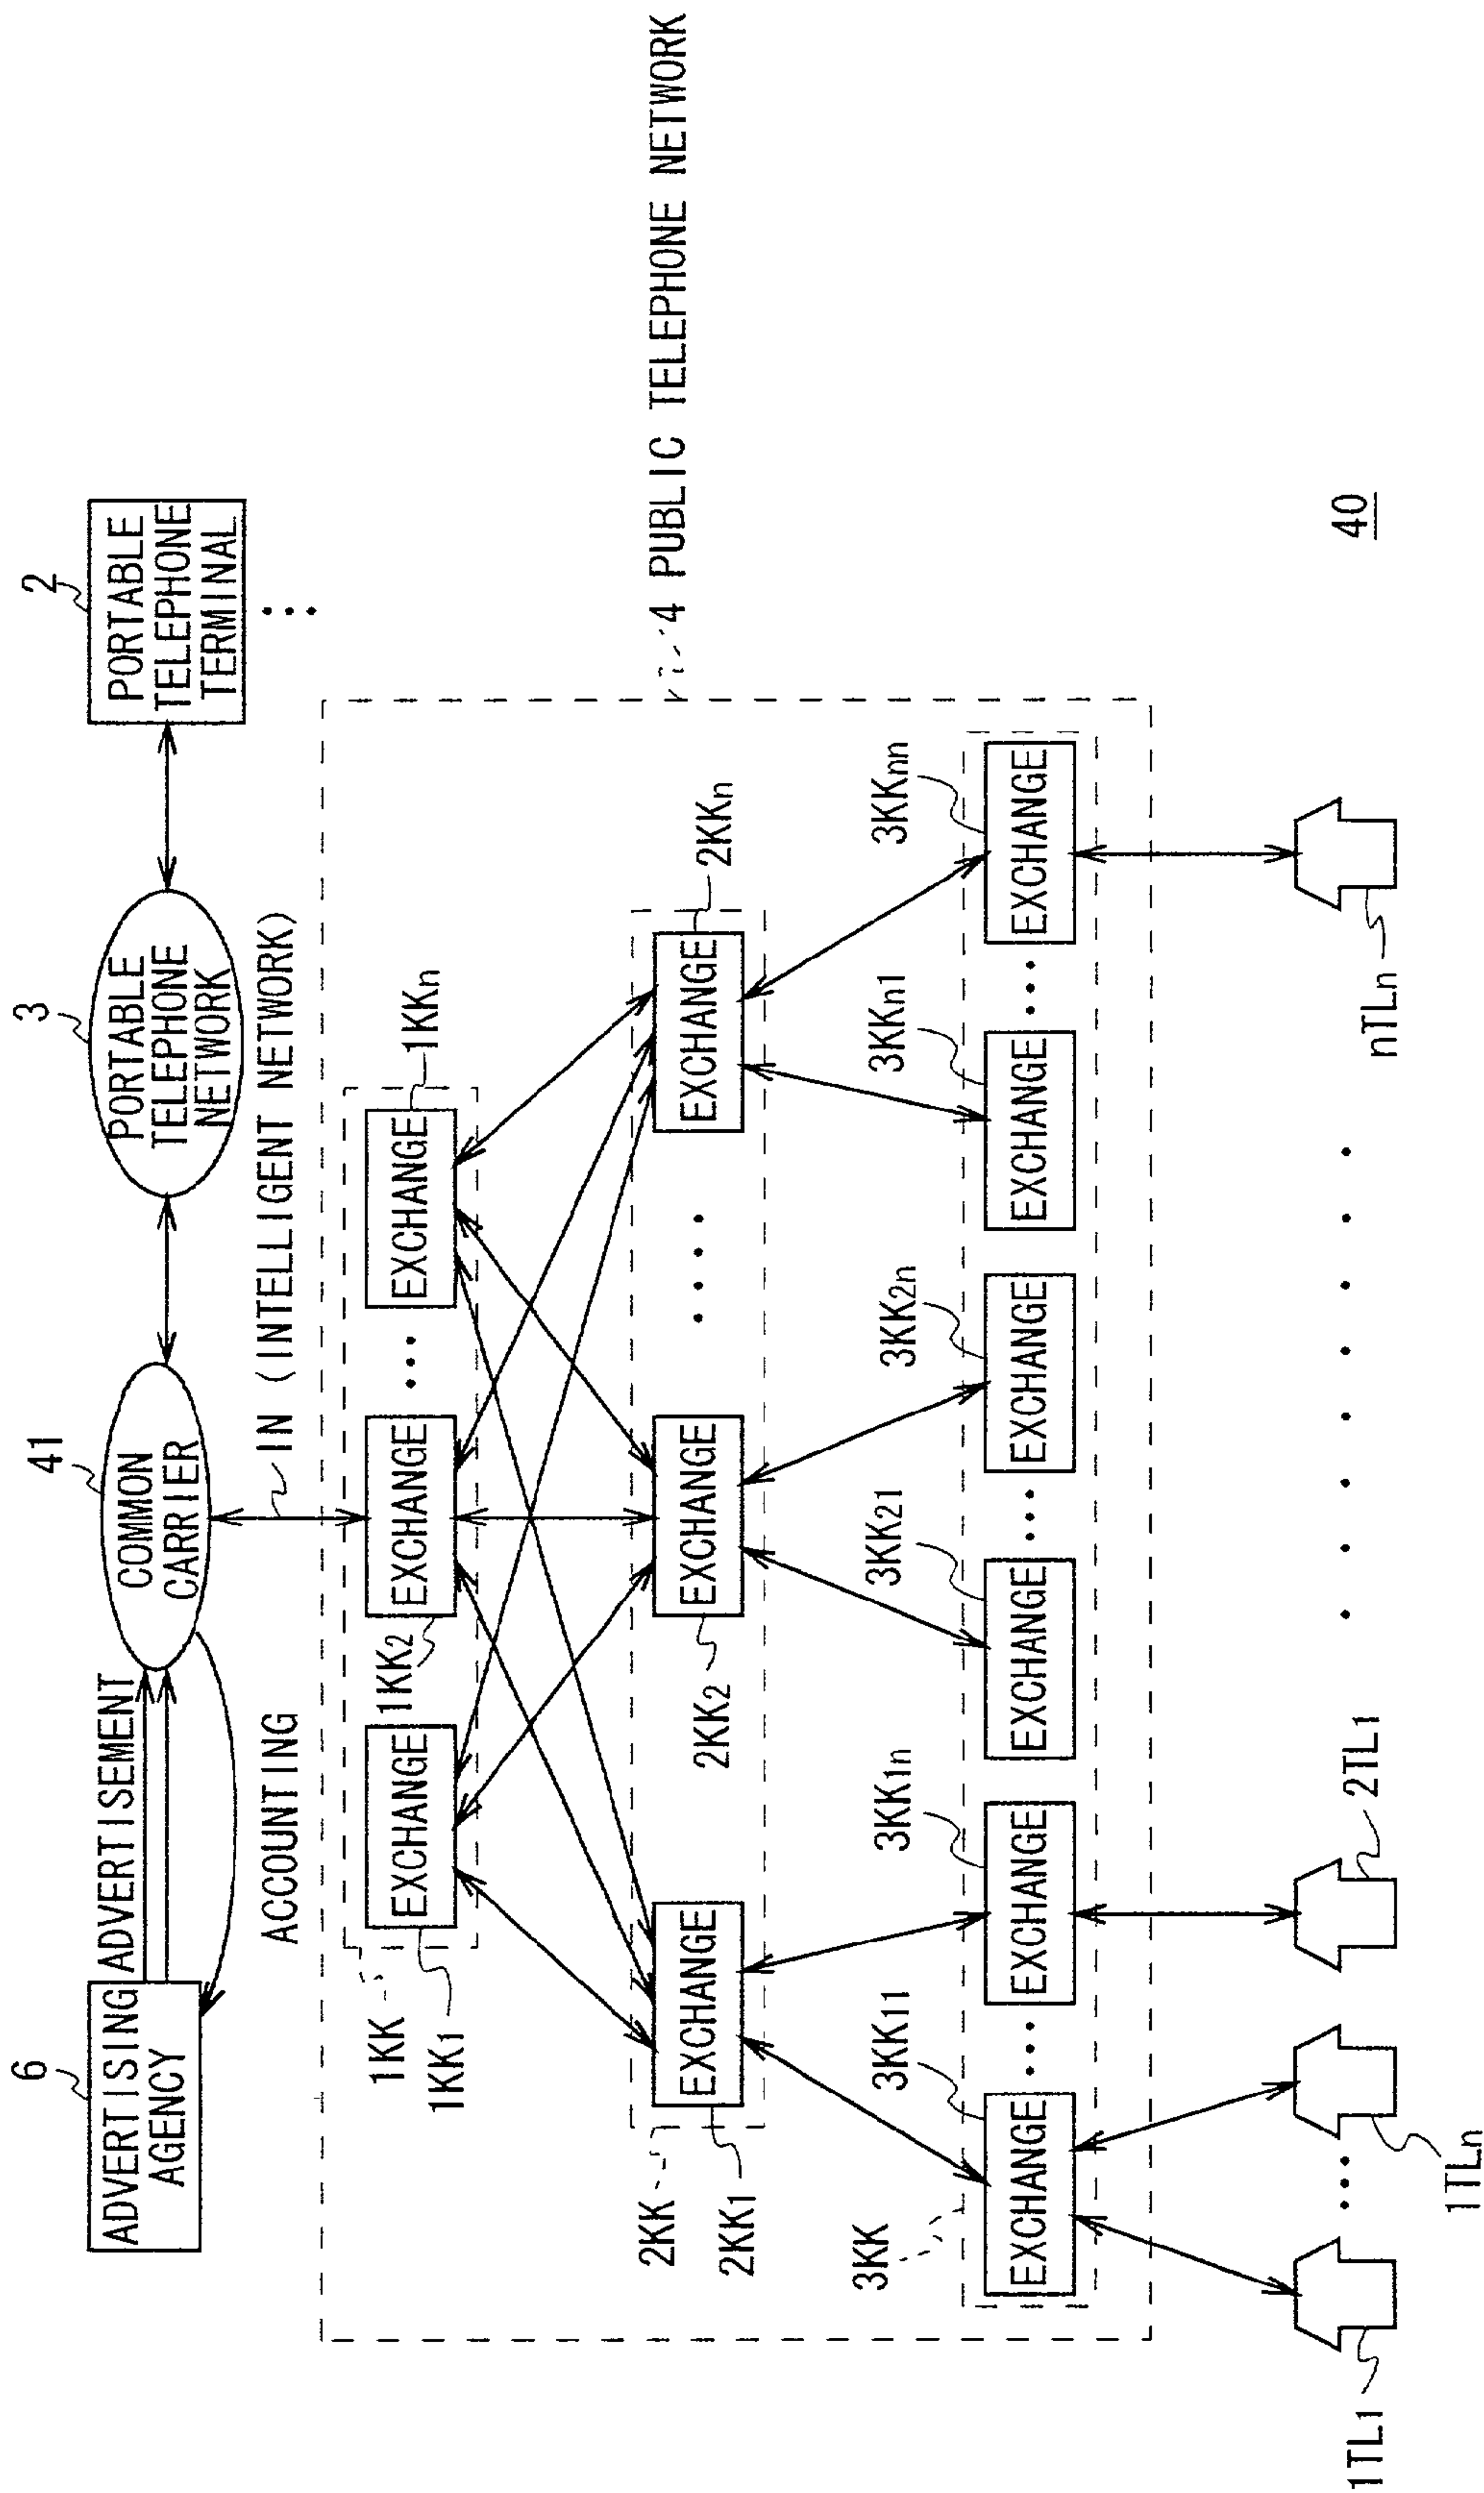 6
ADVERTISING
AGENCY
ADVERTISEMENT
ACCOUNTING
41
COMMON
CARRIER
IN (INTELLIGENT NETWORK)
3
PORTABLE
TELEPHONE
NETWORK
2
PORTABLE
TELEPHONE
TERMINAL
4 PUBLIC TELEPHONE NETWORK
1KK
1KK1
EXCHANGE
1KK2
EXCHANGE
EXCHANGE
1KKn
2KK
2KK1
EXCHANGE
2KK2
EXCHANGE
EXCHANGE
2KKn
3KK
3KK11
EXCHANGE
3KK1n
EXCHANGE
3KK21
EXCHANGE
3KK2n
EXCHANGE
3KKn1
EXCHANGE
3KKnn
EXCHANGE
1TL1
1TLn
2TL1
nTLn
40